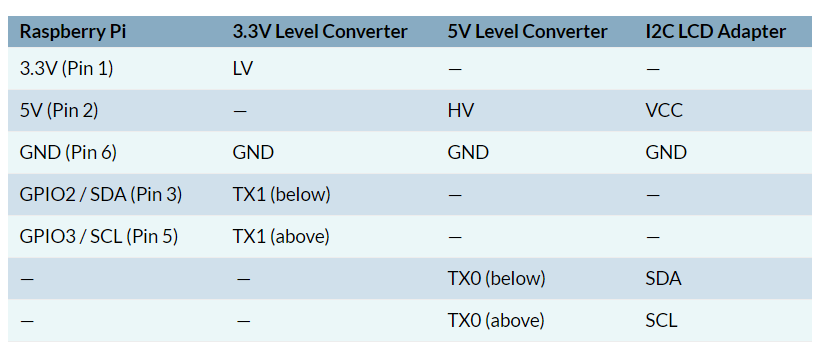 Raspberry Pi 3.3V Level Converter 5V Level Converter I2C LCD Adapter
3.3V (Pin 1) LV — —
5V (Pin 2) — HV VCC
GND (Pin 6) GND GND GND
GPIO2 / SDA (Pin 3) TX1 (below) — —
GPIO3 / SCL (Pin 5) TX1 (above) — —
— — TX0 (below) SDA
— — TX0 (above) SCL